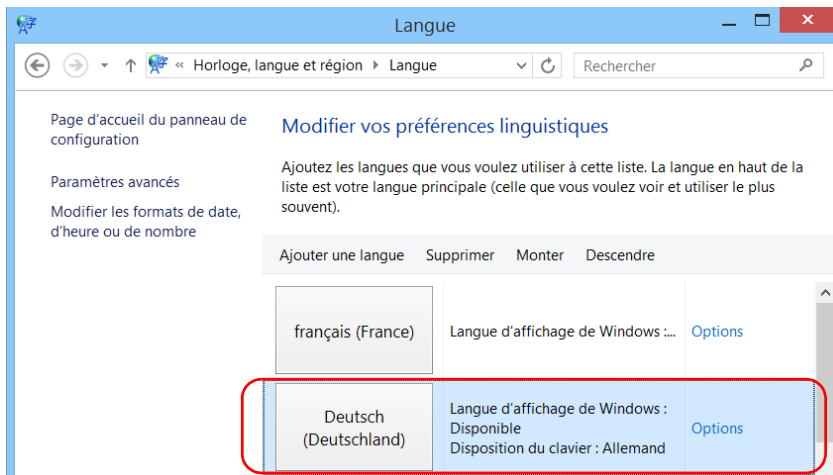 Langue
« Horloge, langue et région Langue
Rechercher
Page d'accueil du panneau de
configuration
Paramètres avancés
Modifier les formats de date,
d'heure ou de nombre
Modifier vos préférences linguistiques
Ajoutez les langues que vous voulez utiliser à cette liste. La langue en haut de la
liste est votre langue principale (celle que vous voulez voir et utiliser le plus
souvent).
Ajouter une langue Supprimer Monter Descendre
français (France)
Langue d'affichage de Windows :...
Options
Deutsch
(Deutschland)
Langue d'affichage de Windows :
Disponible
Disposition du clavier : Allemand
Options